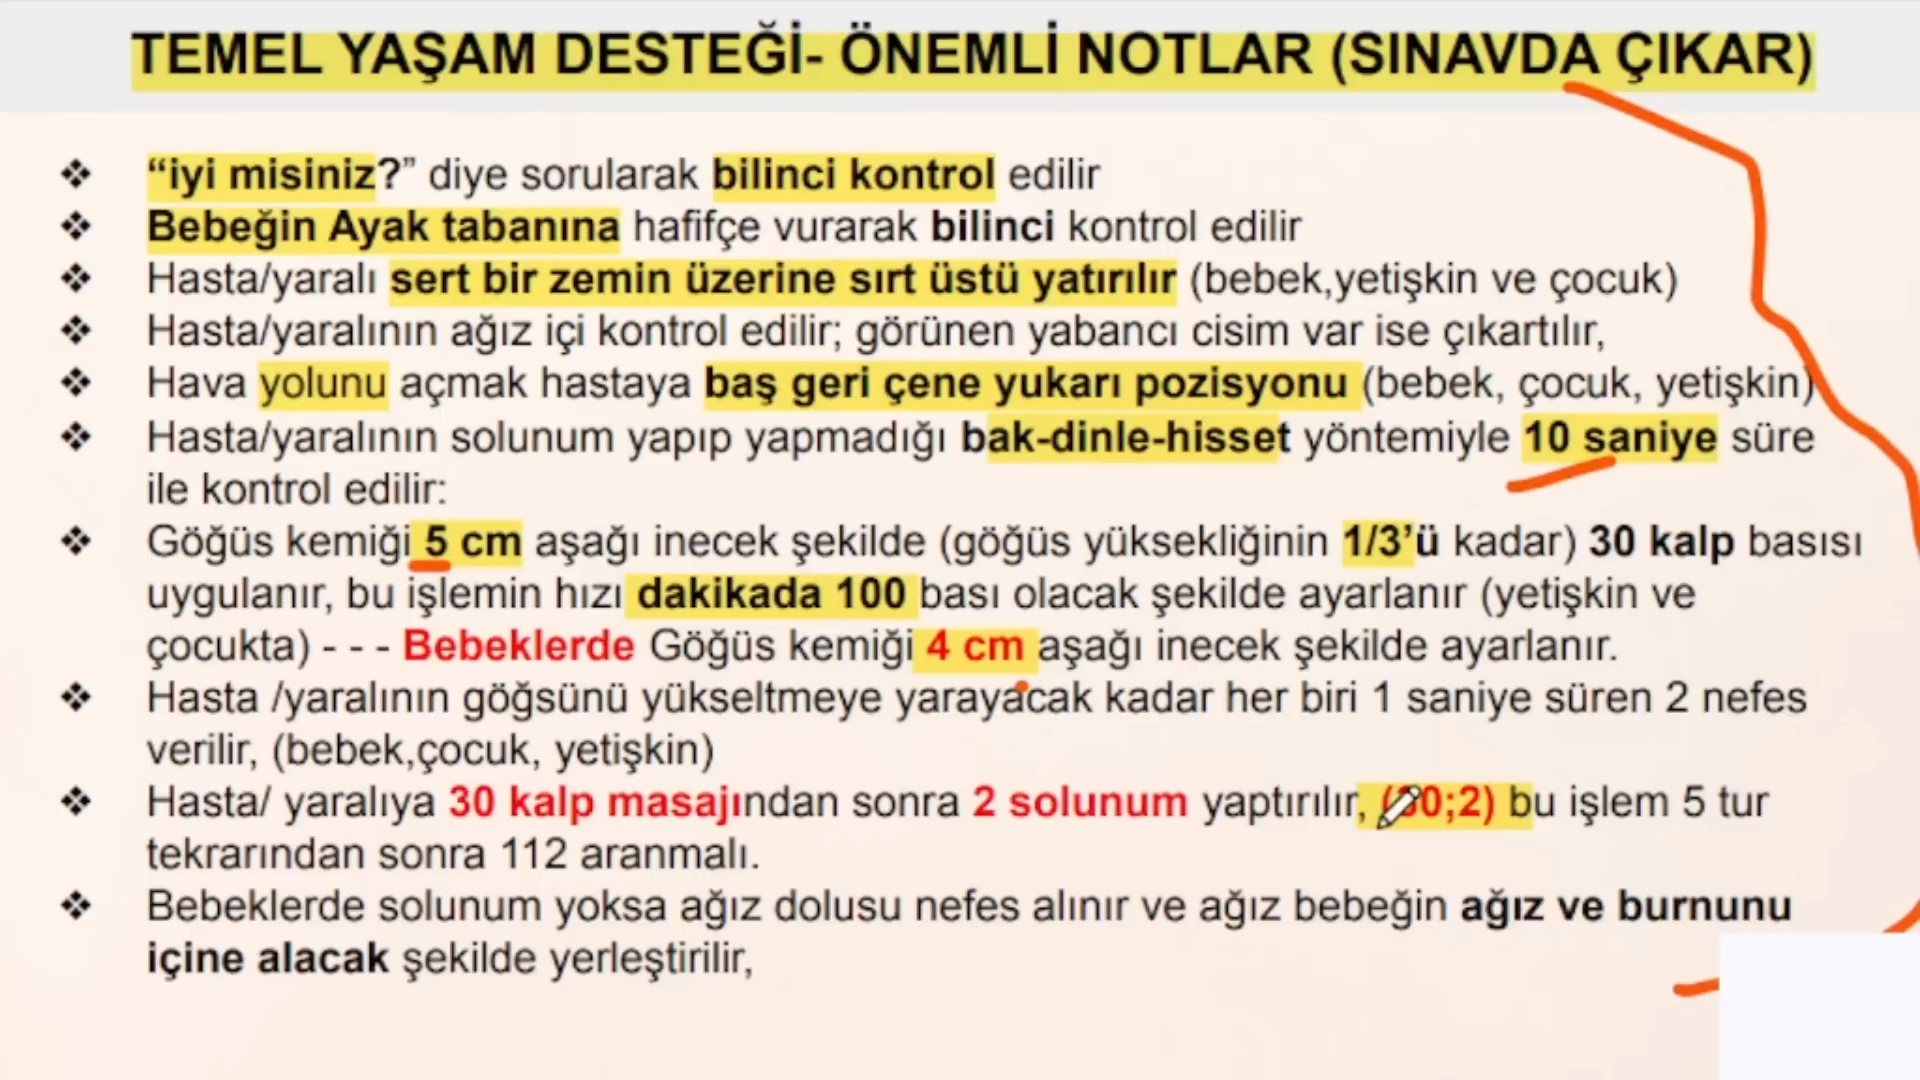 TEMEL YAŞAM DESTEĞİ- ÖNEMLİ NOTLAR (SINAVDA ÇIKAR)
❖ “iyi misiniz?” diye sorularak bilinci kontrol edilir
❖ Bebeğin Ayak tabanına hafifçe vurarak bilinci kontrol edilir
❖ Hasta/yaralı sert bir zemin üzerine sırt üstü yatırılır (bebek,yetişkin ve çocuk)
❖ Hasta/yaralının ağız içi kontrol edilir; görünen yabancı cisim var ise çıkartılır,
❖ Hava yolunu açmak hastaya baş geri çene yukarı pozisyonu (bebek, çocuk, yetişkin)
❖ Hasta/yaralının solunum yapıp yapmadığı bak-dinle-hisset yöntemiyle 10 saniye süre
ile kontrol edilir:
❖ Göğüs kemiği 5 cm aşağı inecek şekilde (göğüs yüksekliğinin 1/3’ü kadar) 30 kalp basısı
uygulanır, bu işlemin hızı dakikada 100 bası olacak şekilde ayarlanır (yetişkin ve
çocukta) - - - Bebeklerde Göğüs kemiği 4 cm aşağı inecek şekilde ayarlanır.
❖ Hasta /yaralının göğsünü yükseltmeye yarayacak kadar her biri 1 saniye süren 2 nefes
verilir, (bebek,çocuk, yetişkin)
❖ Hasta/ yaralıya 30 kalp masajından sonra 2 solunum yaptırılır, (30;2) bu işlem 5 tur
tekrarından sonra 112 aranmalı.
❖ Bebeklerde solunum yoksa ağız dolusu nefes alınır ve ağız bebeğin ağız ve burnunu
içine alacak şekilde yerleştirilir,